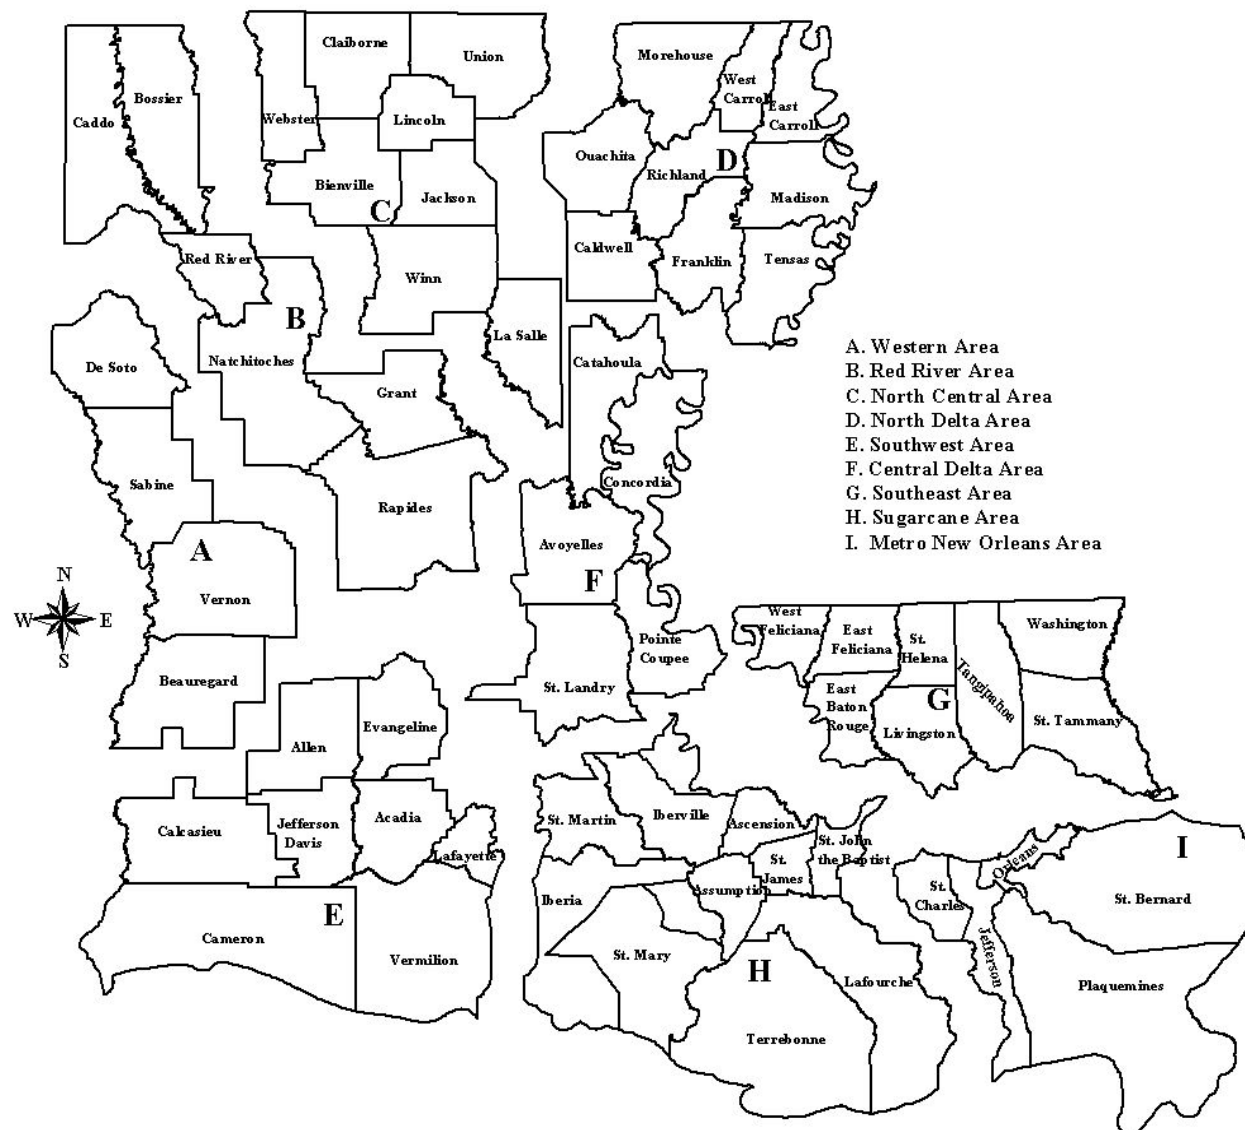 Claiborne
Union
Morehouse
West
Carroll
East
Carroll
Bossier
Caddo
Webster
Lincoln
Ouachita
Richland
D
Bienville
Jackson
C
Madison
Red River
Winn
Caldwell
Franklin
Tensas
B
La Salle
Natchitoches
De Soto
Grant
Catahoula
A. Western Area
B. Red River Area
C. North Central Area
D. North Delta Area
E. Southwest Area
F. Central Delta Area
G. Southeast Area
H. Sugarcane Area
I. Metro New Orleans Area
Sabine
Rapides
Concordia
A
Avoyelles
F
N
W
E
S
Vernon
Beauregard
St. Landry
Pointe
Coupee
West
Feliciana
East
Feliciana
St.
Helena
Tangipahoa
Washington
East
Baton
Rouge
G
Livingston
St. Tammany
Allen
Evangeline
Calcasieu
Jefferson
Davis
Acadia
Lafayette
St. Martin
Iberville
Ascension
St. John
the Baptist
St.
James
Assumption
Orleans
I
St.
Charles
St. Bernard
Iberia
E
Cameron
Vermilion
St. Mary
H
Lafourche
Jefferson
Plaquemines
Terrebonne